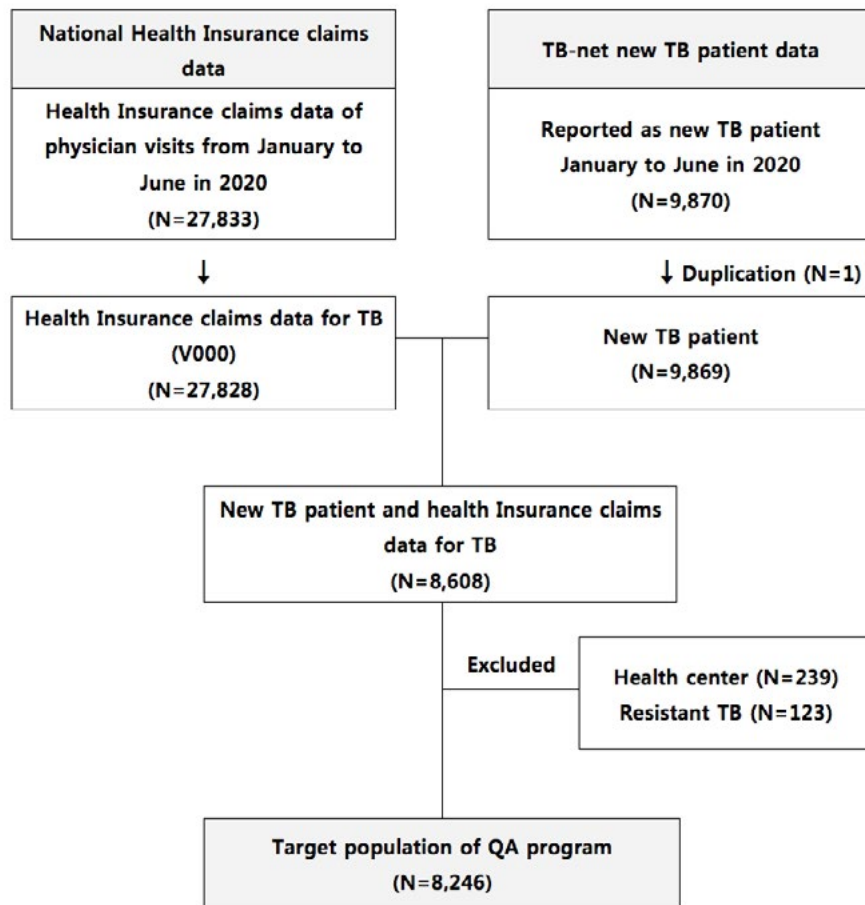 National Health Insurance claims
data
Health Insurance claims data of
physician visits from January to
June in 2020
(N=27,833)
TB-net new TB patient data
Reported as new TB patient
January to June in 2020
(N=9,870)
↓
↓ Duplication (N=1)
Health Insurance claims data for TB
(V000)
(N=27,828)
New TB patient
(N=9,869)
New TB patient and health Insurance claims
data for TB
(N=8,608)
Excluded
Health center (N=239)
Resistant TB (N=123)
Target population of QA program
(N=8,246)